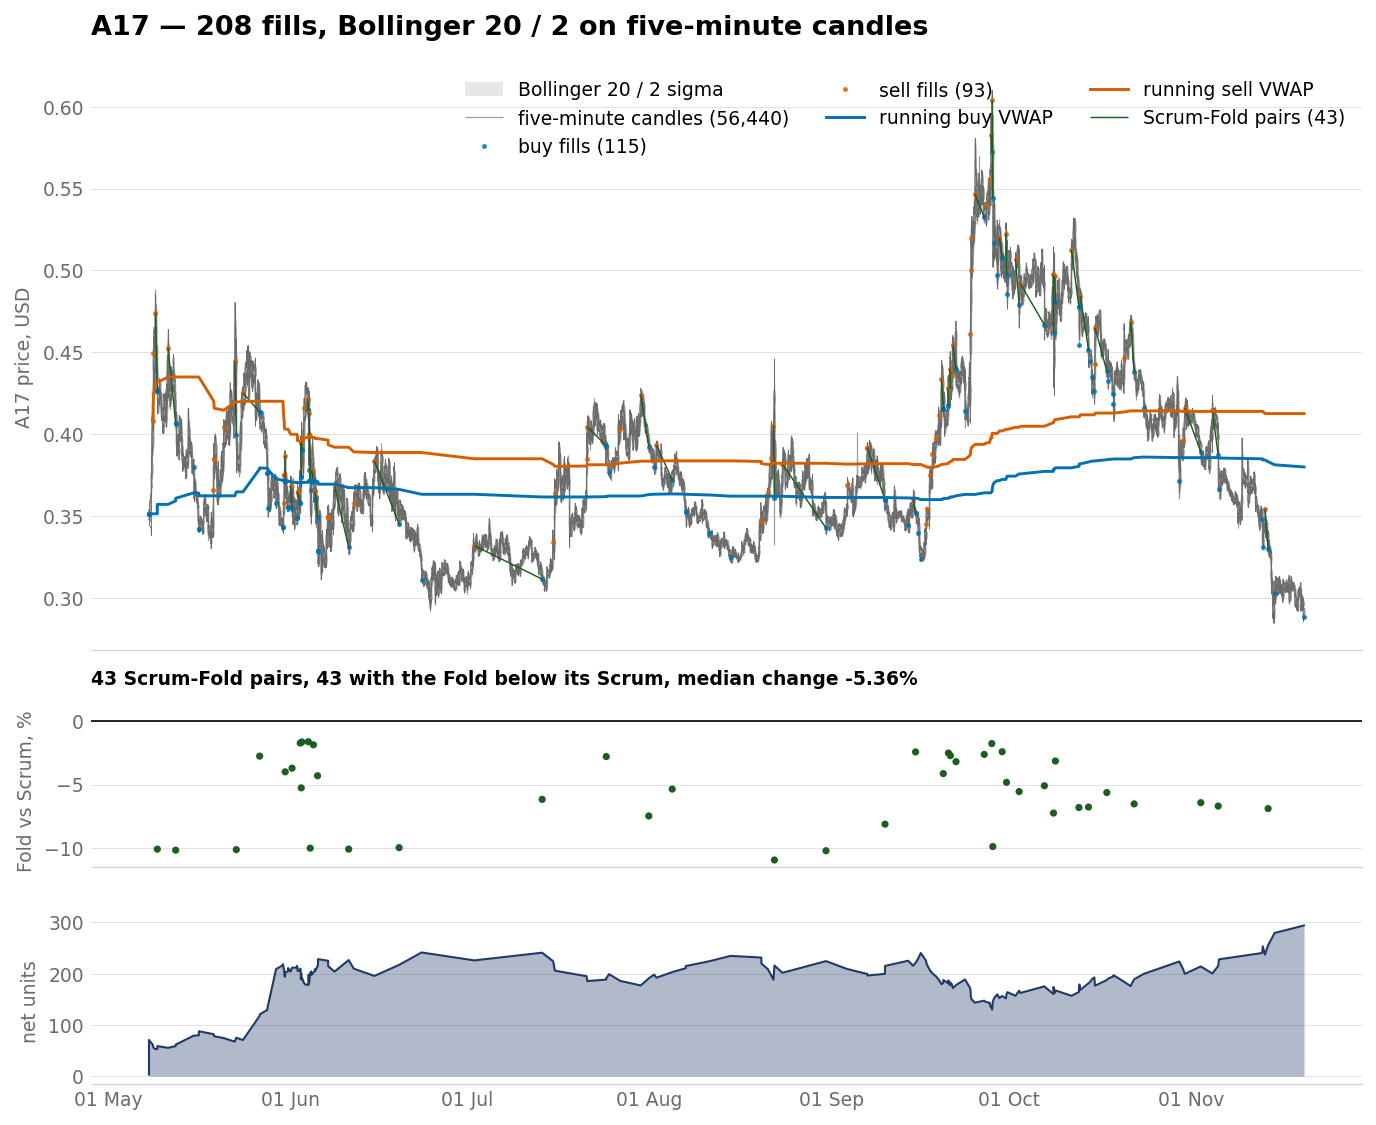 A17 — 208 fills, Bollinger 20 / 2 on five-minute candles
Bollinger 20 / 2 sigma
five-minute candles (56,440)
buy fills (115)
sell fills (93)
running buy VWAP
running sell VWAP
Scrum-Fold pairs (43)
A17 price, USD
0.60
0.55
0.50
0.45
0.40
0.35
0.30
43 Scrum-Fold pairs, 43 with the Fold below its Scrum, median change -5.36%
Fold vs Scrum, %
0
−5
−10
net units
300
200
100
0
01 May
01 Jun
01 Jul
01 Aug
01 Sep
01 Oct
01 Nov